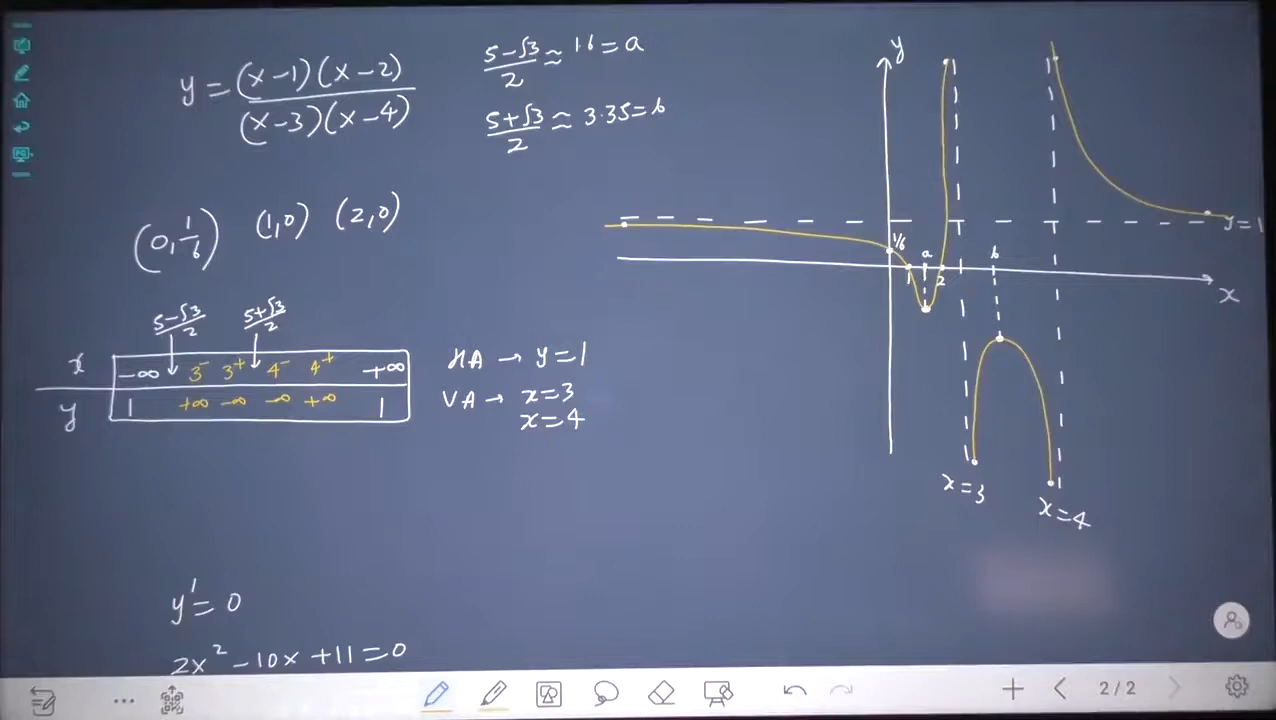 y = (x-1)(x-2)
(x-3)(x-4)
5-√3/2 ≈ 1.6 = a
5+√3/2 ≈ 3.35 = b
(0, 1/6) (1,0) (2,0)
5-√3/2 5+√3/2
x -∞ 3⁻ 3⁺ 4⁻ 4⁺ +∞
y 1 +∞ -∞ -∞ +∞ 1
HA → y=1
VA → x=3
x=4
y' = 0
2x² - 10x + 11 = 0
y
y=1
1/6 a b
1 2
x
x=3
x=4
2/2